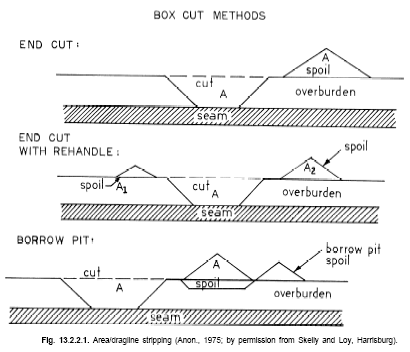 BOX CUT METHODS
END CUT:
A
spoil
cut
A
overburden
seam
END CUT
WITH REHANDLE:
spoil
A2
spoil
A1
cut
A
overburden
seam
BORROW PIT:
borrow pit
spoil
cut
A
A
spoil
overburden
seam
Fig. 13.2.2.1. Area/dragline stripping (Anon., 1975; by permission from Skelly and Loy, Harrisburg).